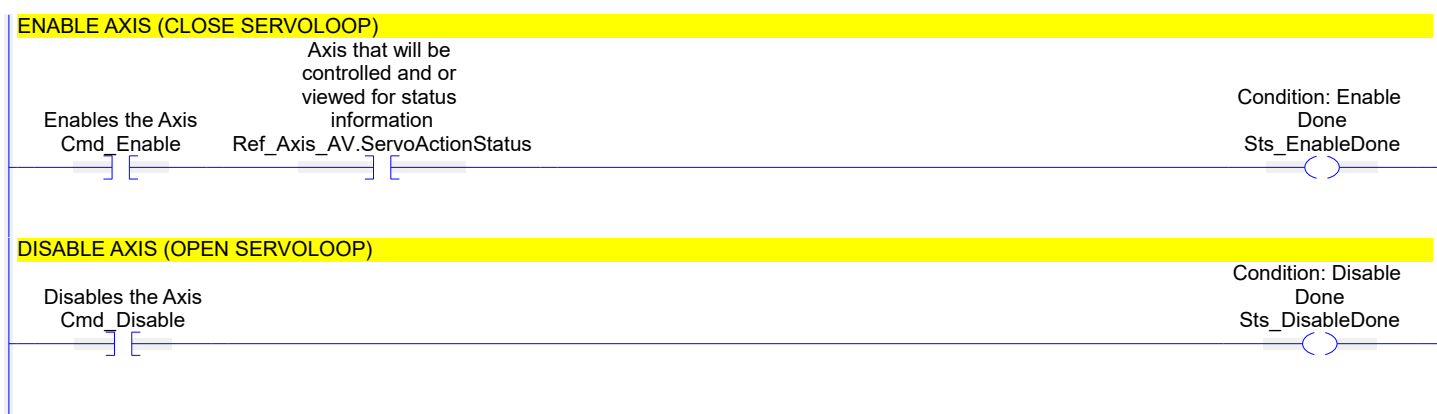 ENABLE AXIS (CLOSE SERVOLOOP)
Axis that will be
controlled and or
viewed for status
information
Ref_Axis_AV.ServoActionStatus
Enables the Axis
Cmd_Enable
Condition: Enable
Done
Sts_EnableDone
DISABLE AXIS (OPEN SERVOLOOP)
Disables the Axis
Cmd_Disable
Condition: Disable
Done
Sts_DisableDone